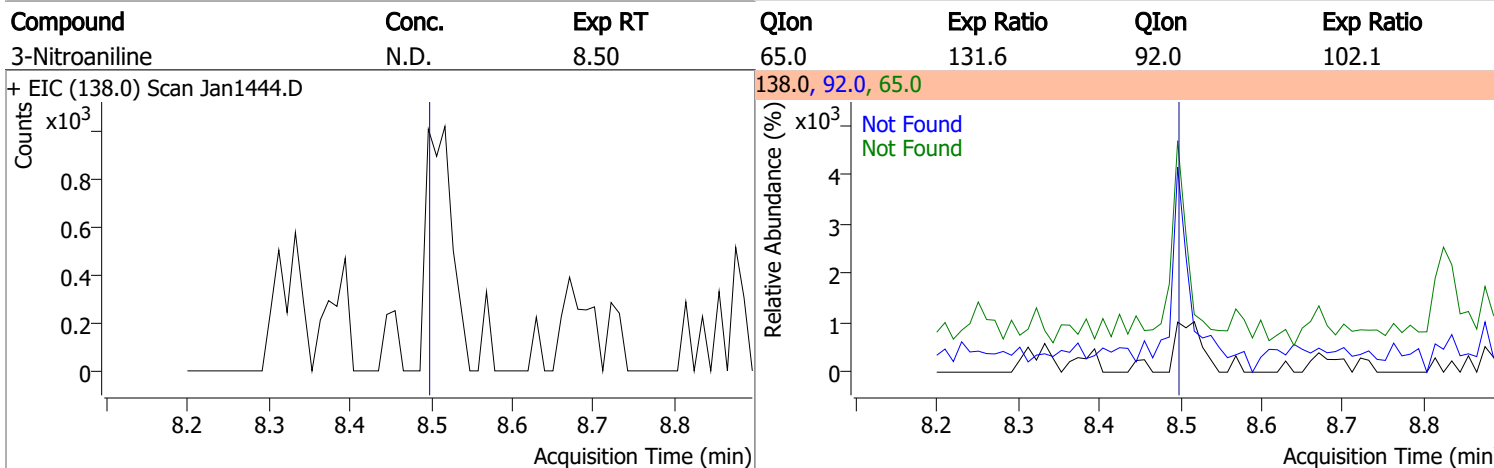 Compound Conc. Exp RT QIon Exp Ratio QIon Exp Ratio
3-Nitroaniline N.D. 8.50 65.0 131.6 92.0 102.1
+ EIC (138.0) Scan Jan1444.D
x10³
Counts
0.8
0.6
0.4
0.2
0
8.2 8.3 8.4 8.5 8.6 8.7 8.8
Acquisition Time (min)
138.0, 92.0, 65.0
x10³
Relative Abundance (%)
Not Found
Not Found
4
3
2
1
0
8.2 8.3 8.4 8.5 8.6 8.7 8.8
Acquisition Time (min